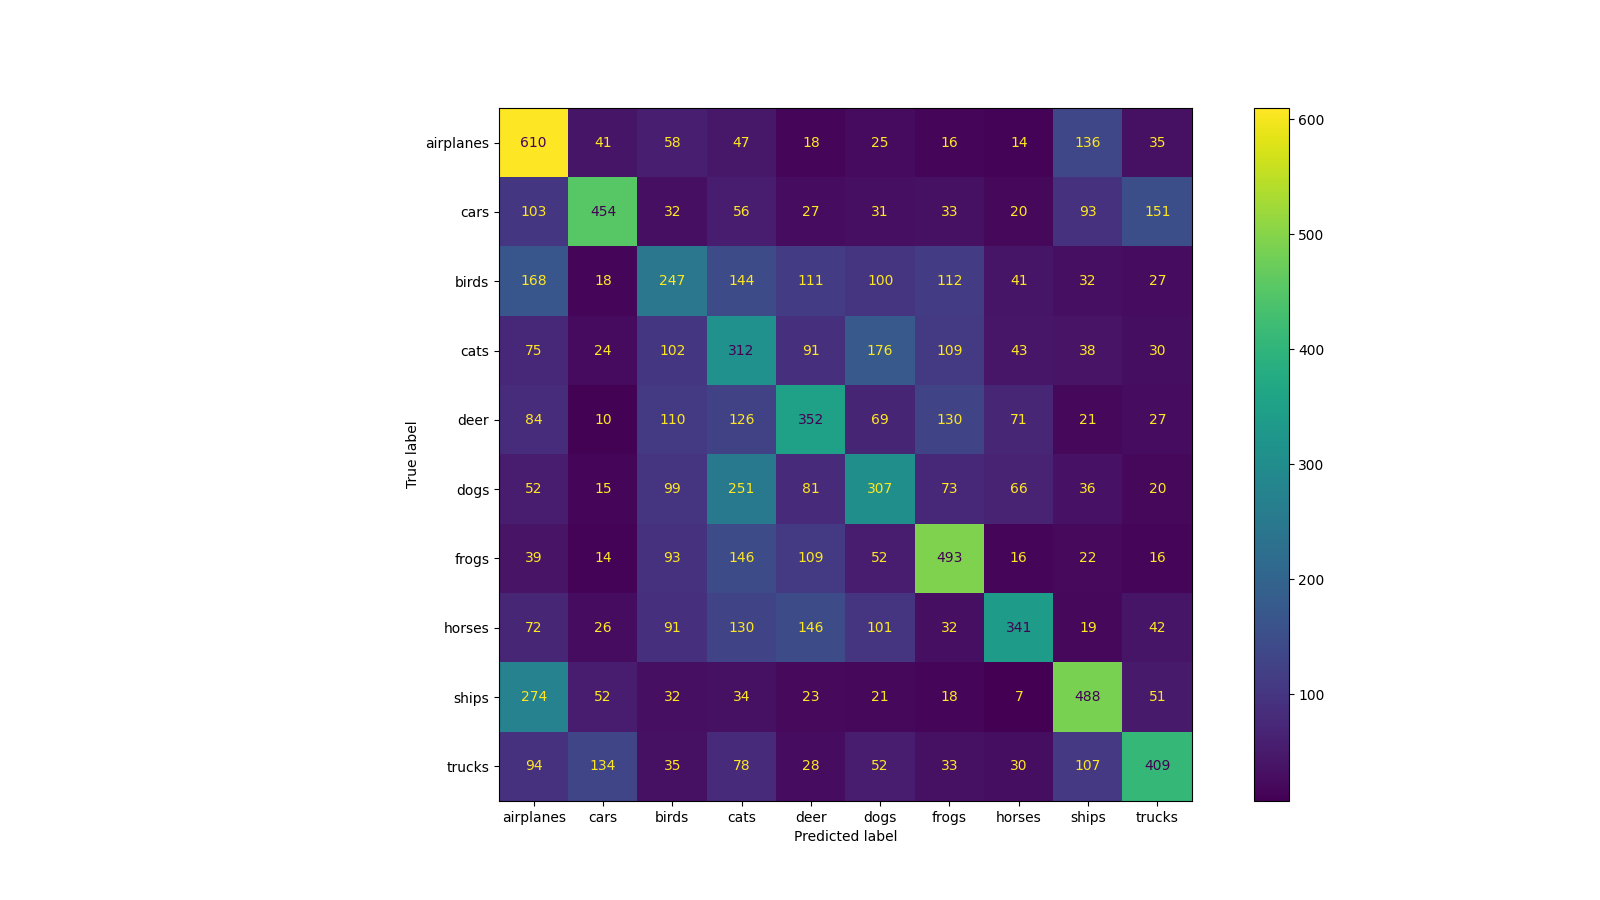 airplanes 610 41 58 47 18 25 16 14 136 35
cars 103 454 32 56 27 31 33 20 93 151
birds 168 18 247 144 111 100 112 41 32 27
cats 75 24 102 312 91 176 109 43 38 30
deer 84 10 110 126 352 69 130 71 21 27
dogs 52 15 99 251 81 307 73 66 36 20
frogs 39 14 93 146 109 52 493 16 22 16
horses 72 26 91 130 146 101 32 341 19 42
ships 274 52 32 34 23 21 18 7 488 51
trucks 94 134 35 78 28 52 33 30 107 409
airplanes cars birds cats deer dogs frogs horses ships trucks
Predicted label
True label
600
500
400
300
200
100